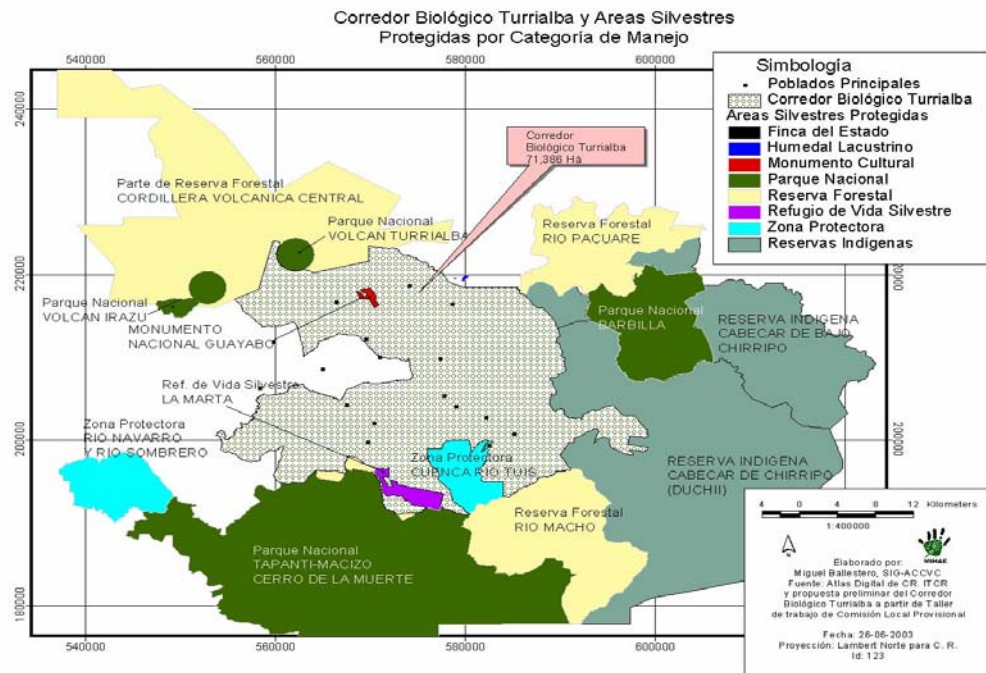 Corredor Biológico Turrialba y Areas Silvestres
Protegidas por Categoría de Manejo
540000
560000
580000
600000
Simbología
Poblados Principales
Corredor Biológico Turrialba
Areas Silvestres Protegidas
Finca del Estado
Humedal Lacustrino
Monumento Cultural
Parque Nacional
Reserva Forestal
Refugio de Vida Silvestre
Zona Protectora
Reservas Indígenas
240000
220000
200000
180000
Corredor
Biológico Turrialba
71,386 Há
Parte de Reserva Forestal
CORDILLERA VOLCANICA CENTRAL
Parque Nacional
VOLCAN TURRIALBA
Reserva Forestal
RIO PACUARE
Parque Nacional
VOLCAN IRAZU
MONUMENTO
NACIONAL GUAYABO
Parque Nacional
BARBILLA
RESERVA INDIGENA
CABECAR DE BAJO
CHIRRIPO
Ref. de Vida Silvestre
LA MARTA
Zona Protectora
RIO NAVARRO
Y RIO SOMBRERO
Zona Protectora
CUENCA RIO TUIS
200000
RESERVA INDIGENA
CABECAR DE CHIRRIPO
(DUCHII)
Reserva Forestal
RIO MACHO
Parque Nacional
TAPANTI-MACIZO
CERRO DE LA MUERTE
4 0 4 8 12 Kilometers
1:400000
N
MINAE
Elaborado por:
Miguel Ballestero, SIG-ACCVC
Fuente: Atlas Digital de CR. ITCR
y propuesta preliminar del Corredor
Biológico Turrialba a partir de Taller
de trabajo de Comisión Local Provisional
Fecha: 26-06-2003
Proyección: Lambert Norte para C. R.
Id: 123
540000
560000
580000
600000